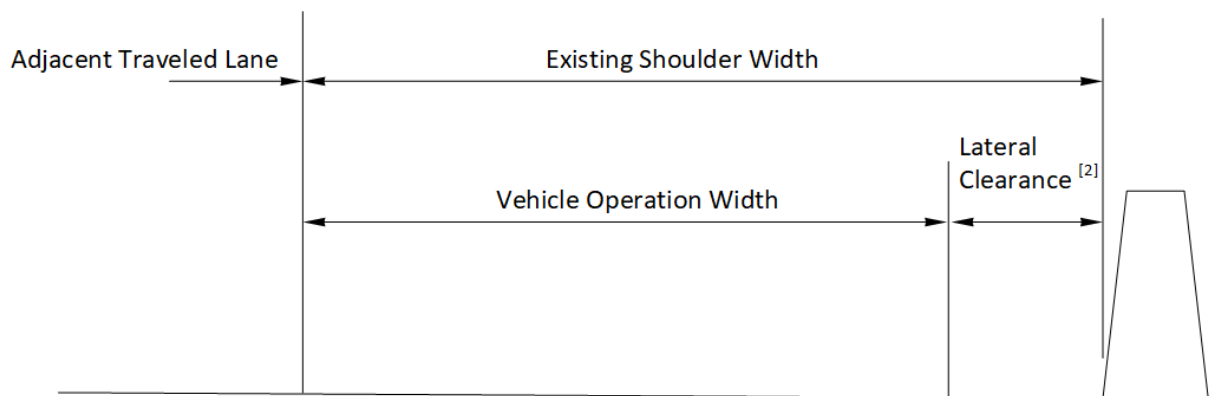 Adjacent Traveled Lane
Existing Shoulder Width
Lateral
Clearance [2]
Vehicle Operation Width